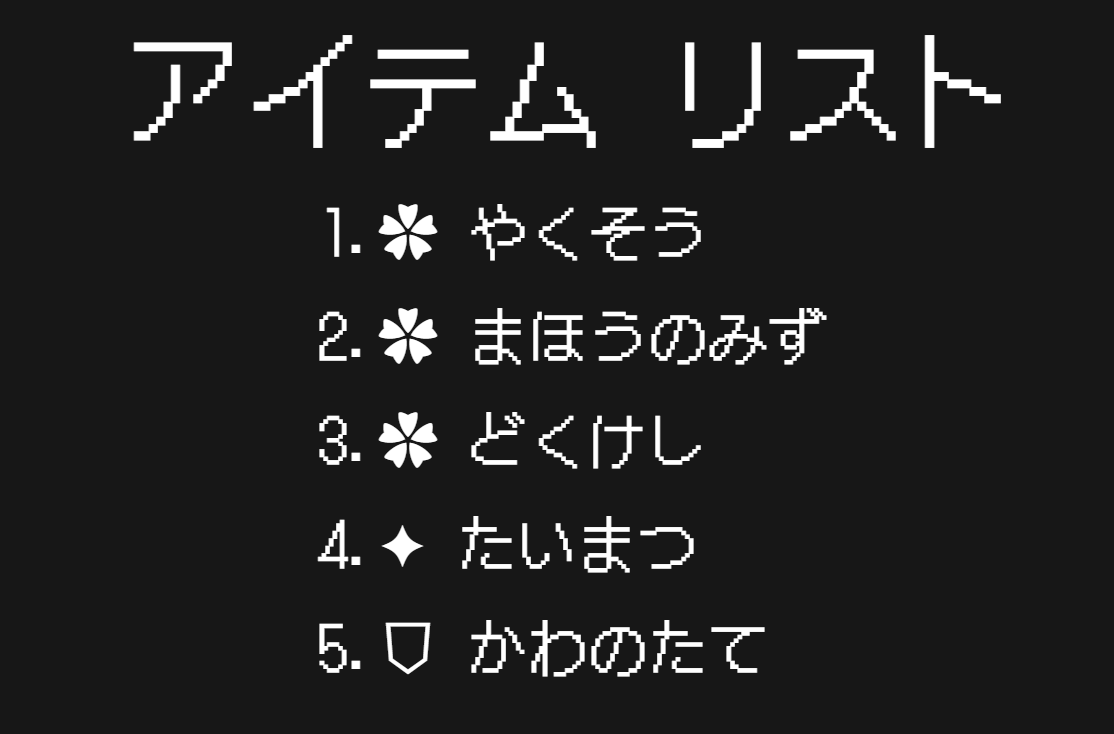 アイテム リスト
1. ✽ やくそう
2. ✽ まほうのみず
3. ✽ どくけし
4. ✦ たいまつ
5. ⛉ かわのたて